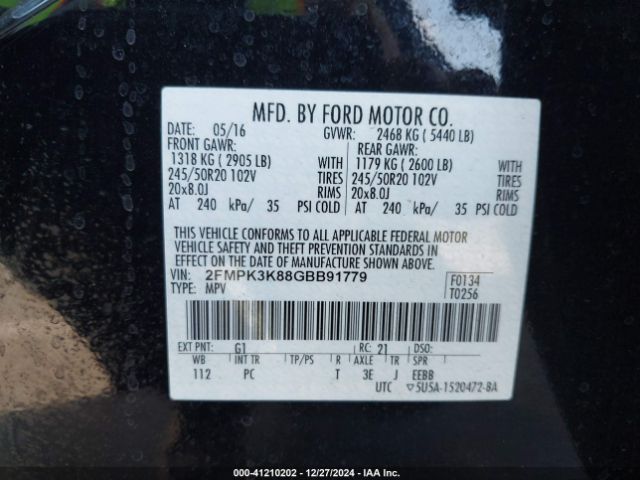 MFD. BY FORD MOTOR CO.
DATE: 05/16 GVWR: 2468 KG ( 5440 LB)
FRONT GAWR: REAR GAWR:
1318 KG ( 2905 LB) WITH 1179 KG ( 2600 LB) WITH
245/50R20 102V TIRES 245/50R20 102V TIRES
20x8.0J RIMS 20x8.0J RIMS
AT 240 kPa/ 35 PSI COLD AT 240 kPa/ 35 PSI COLD
THIS VEHICLE CONFORMS TO ALL APPLICABLE FEDERAL MOTOR
VEHICLE SAFETY AND THEFT PREVENTION STANDARDS IN
EFFECT ON THE DATE OF MANUFACTURE SHOWN ABOVE.
VIN: 2FMPK3K88GBB91779 F0134
TYPE: MPV T0256
EXT PNT: G1 RC: 21 DSO:
WB INT TR TP/PS R AXLE TR SPR
112 PC T 3E J EEBB
UTC ▽5U5A-1520472-BA
000-41210202 - 12/27/2024 - IAA